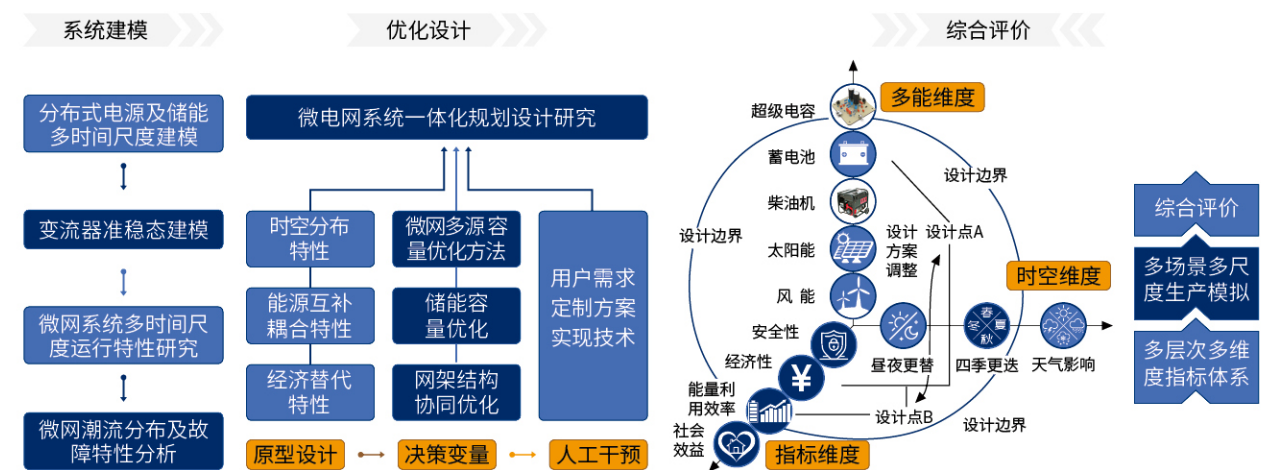 系统建模
优化设计
综合评价
分布式电源及储能
多时间尺度建模
变流器准稳态建模
微网系统多时间尺
度运行特性研究
微网潮流分布及故
障特性分析
微电网系统一体化规划设计研究
时空分布
特性
能源互补
耦合特性
经济替代
特性
微网多源容
量优化方法
储能容
量优化
网架结构
协同优化
用户需求
定制方案
实现技术
原型设计
决策变量
人工干预
多能维度
超级电容
蓄电池
柴油机
太阳能
风 能
安全性
经济性
¥
能量利
用效率
社会
效益
设计边界
设计边界
设计边界
设计
方案
调整
设计点A
设计点B
时空维度
春
冬 夏
秋
昼夜更替
四季更迭
天气影响
指标维度
综合评价
多场景多尺
度生产模拟
多层次多维
度指标体系